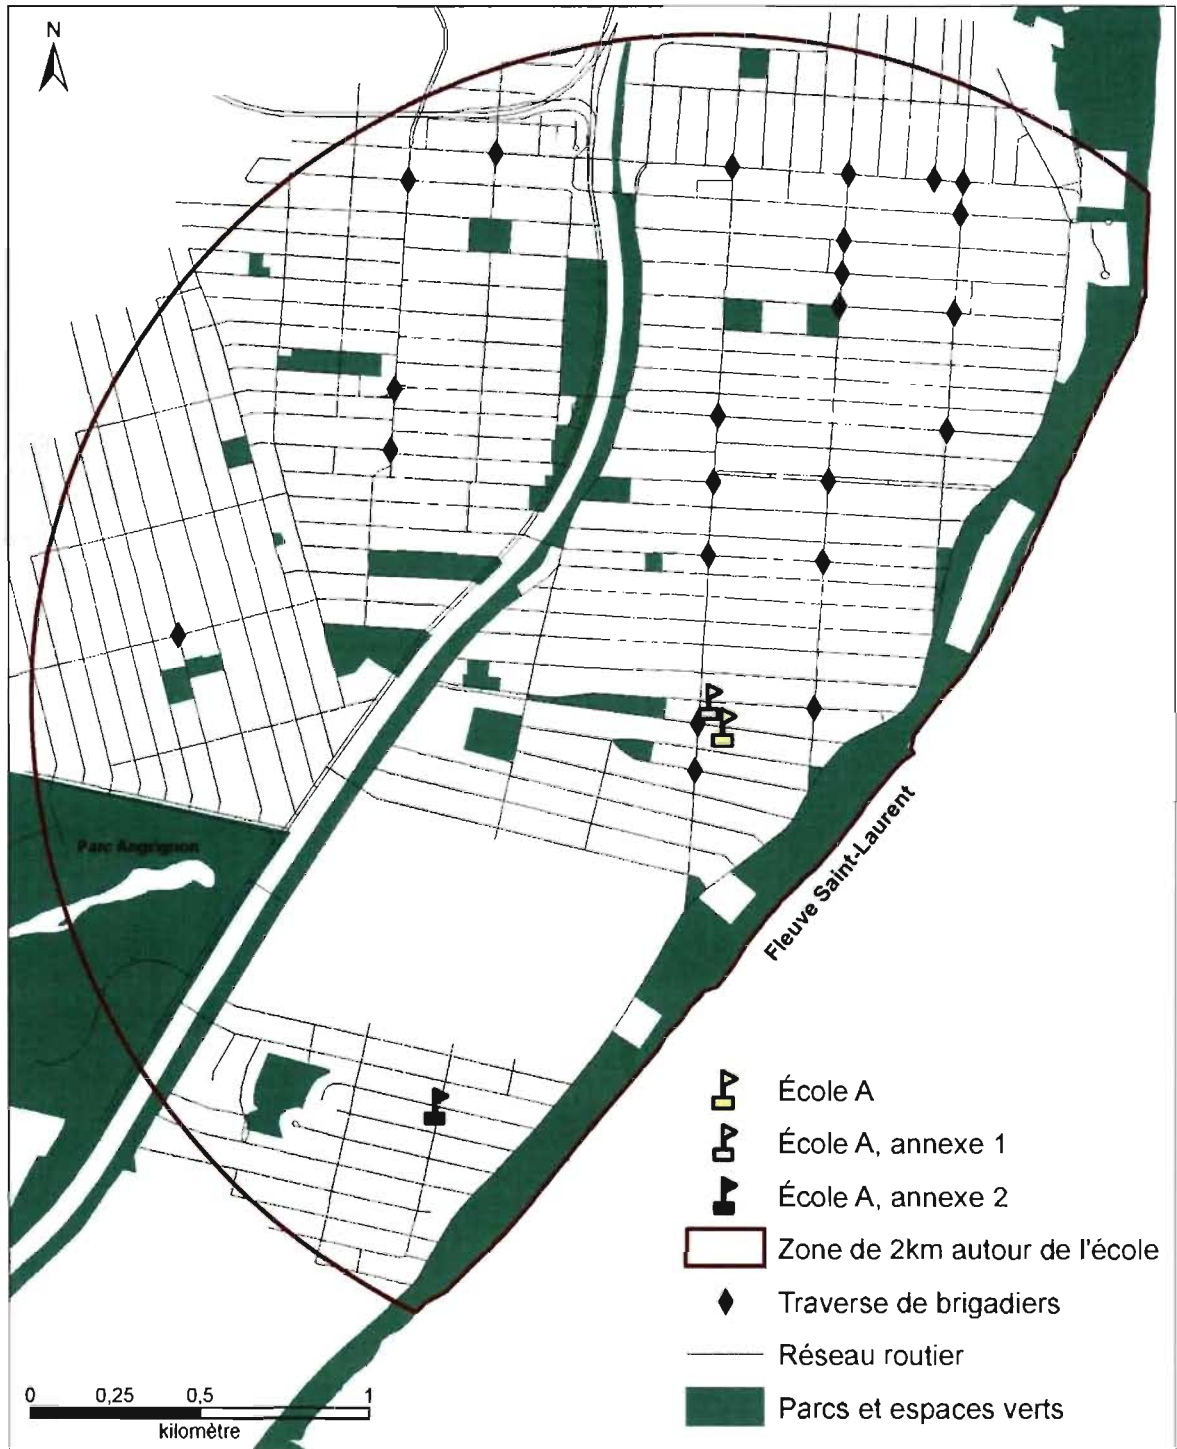 N
Parc Angrignon
Fleuve Saint-Laurent
École A
École A, annexe 1
École A, annexe 2
Zone de 2km autour de l'école
Traverse de brigadiers
Réseau routier
Parcs et espaces verts
0 0,25 0,5 1
kilomètre